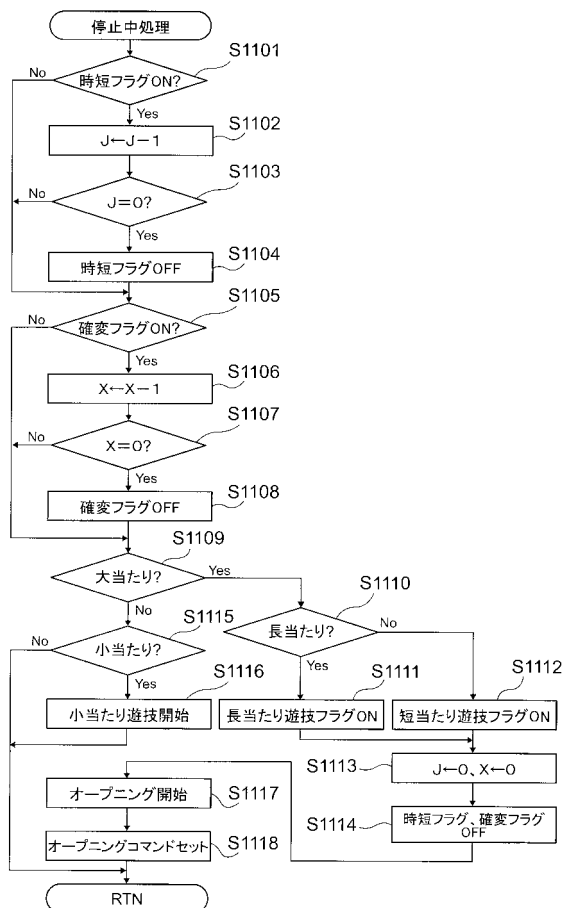 停止中処理
S1101
時短フラグON?
No
Yes
S1102
J←J－1
S1103
J＝0?
No
Yes
S1104
時短フラグOFF
S1105
確変フラグON?
No
Yes
S1106
X←X－1
S1107
X＝0?
No
Yes
S1108
確変フラグOFF
S1109
大当たり?
Yes
No
S1110
長当たり?
No
Yes
S1115
小当たり?
No
Yes
S1116
小当たり遊技開始
S1111
長当たり遊技フラグON
S1112
短当たり遊技フラグON
S1113
J←0、X←0
S1114
時短フラグ、確変フラグ
OFF
S1117
オープニング開始
S1118
オープニングコマンドセット
RTN